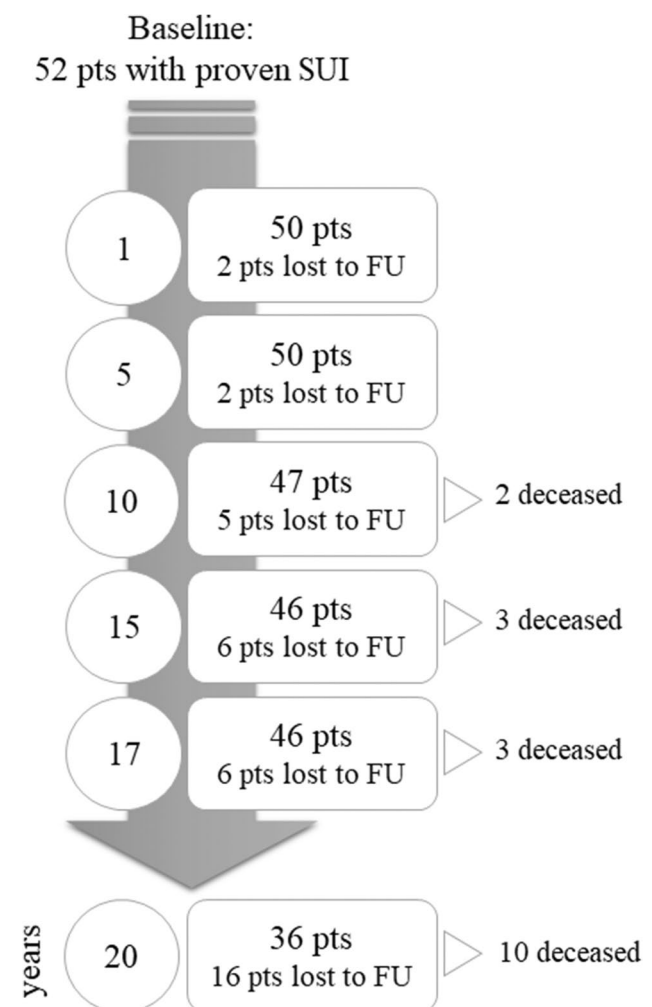 Baseline:
52 pts with proven SUI
1
50 pts
2 pts lost to FU
5
50 pts
2 pts lost to FU
10
47 pts
5 pts lost to FU
2 deceased
15
46 pts
6 pts lost to FU
3 deceased
17
46 pts
6 pts lost to FU
3 deceased
years
20
36 pts
16 pts lost to FU
10 deceased